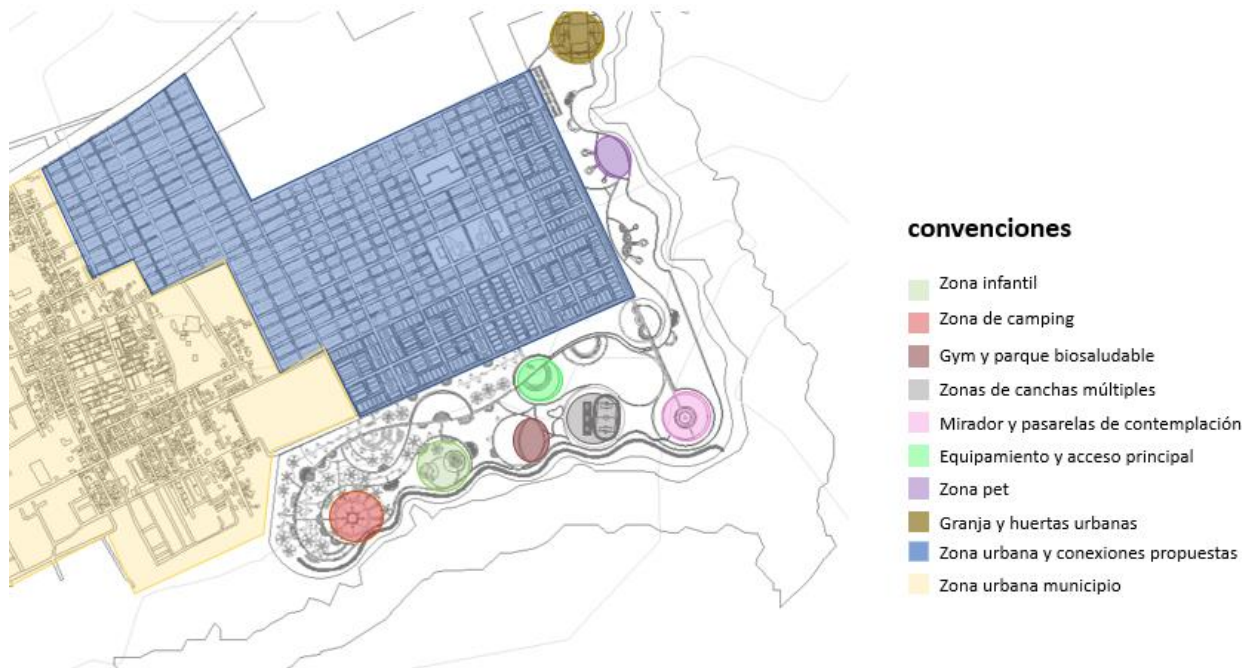 convenciones
Zona infantil
Zona de camping
Gym y parque biosaludable
Zonas de canchas múltiples
Mirador y pasarelas de contemplación
Equipamiento y acceso principal
Zona pet
Granja y huertas urbanas
Zona urbana y conexiones propuestas
Zona urbana municipio